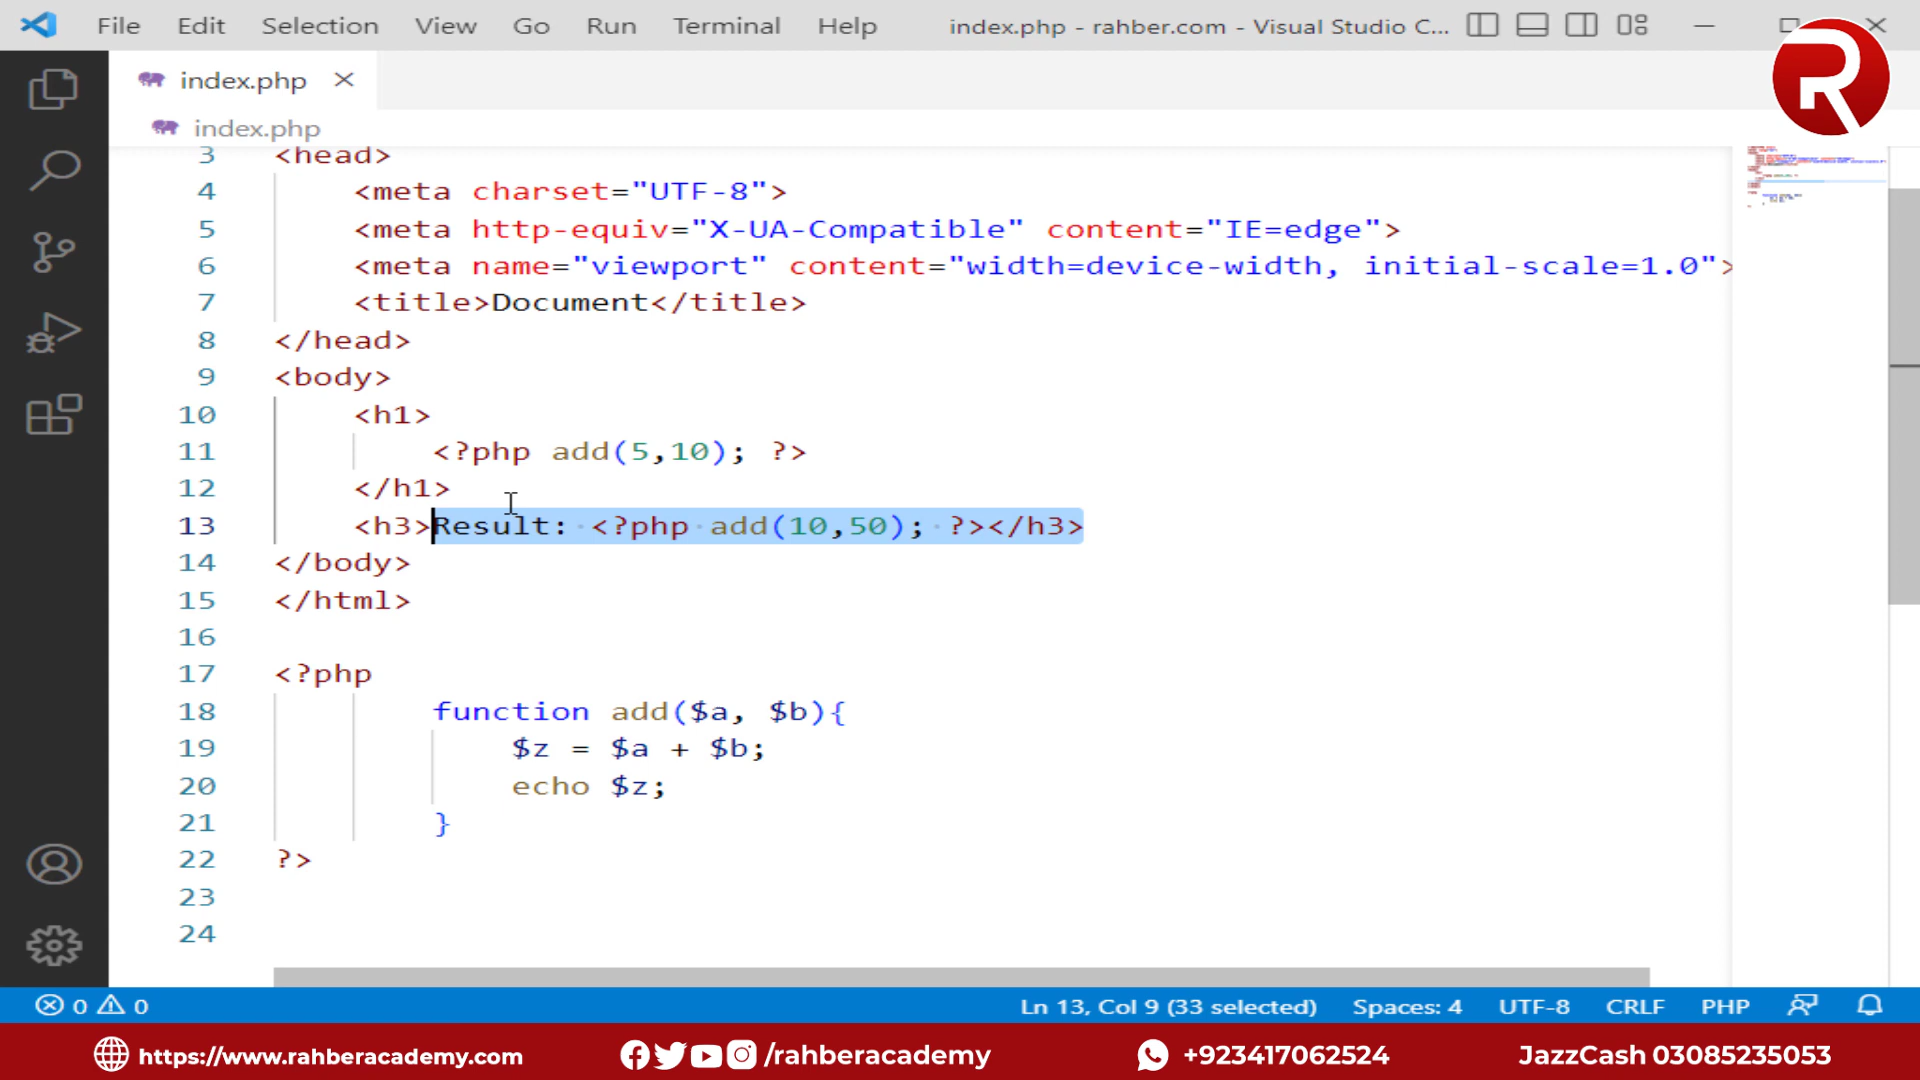 File Edit Selection View Go Run Terminal Help index.php - rahber.com - Visual Studio C...
R
index.php
index.php
3 <head>
4 <meta charset="UTF-8">
5 <meta http-equiv="X-UA-Compatible" content="IE=edge">
6 <meta name="viewport" content="width=device-width, initial-scale=1.0">
7 <title>Document</title>
8 </head>
9 <body>
10 <h1>
11 <?php add(5,10); ?>
12 </h1>
13 <h3>Result: <?php add(10,50); ?></h3>
14 </body>
15 </html>
16
17 <?php
18 function add($a, $b){
19 $z = $a + $b;
20 echo $z;
21 }
22 ?>
23
24
0 0 Ln 13, Col 9 (33 selected) Spaces: 4 UTF-8 CRLF PHP
https://www.rahberacademy.com /rahberacademy +923417062524 JazzCash 03085235053